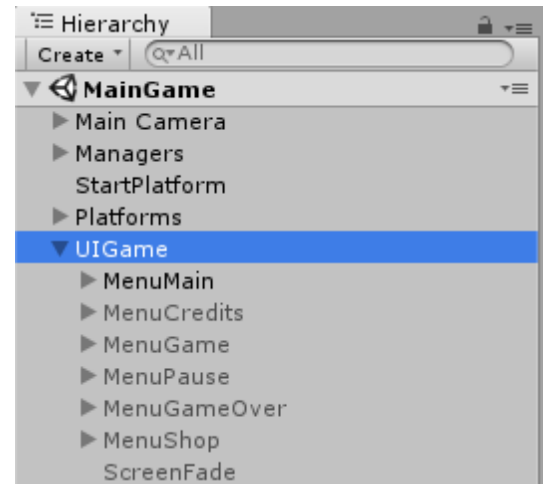 Hierarchy
Create All
MainGame
Main Camera
Managers
StartPlatform
Platforms
UIGame
MenuMain
MenuCredits
MenuGame
MenuPause
MenuGameOver
MenuShop
ScreenFade